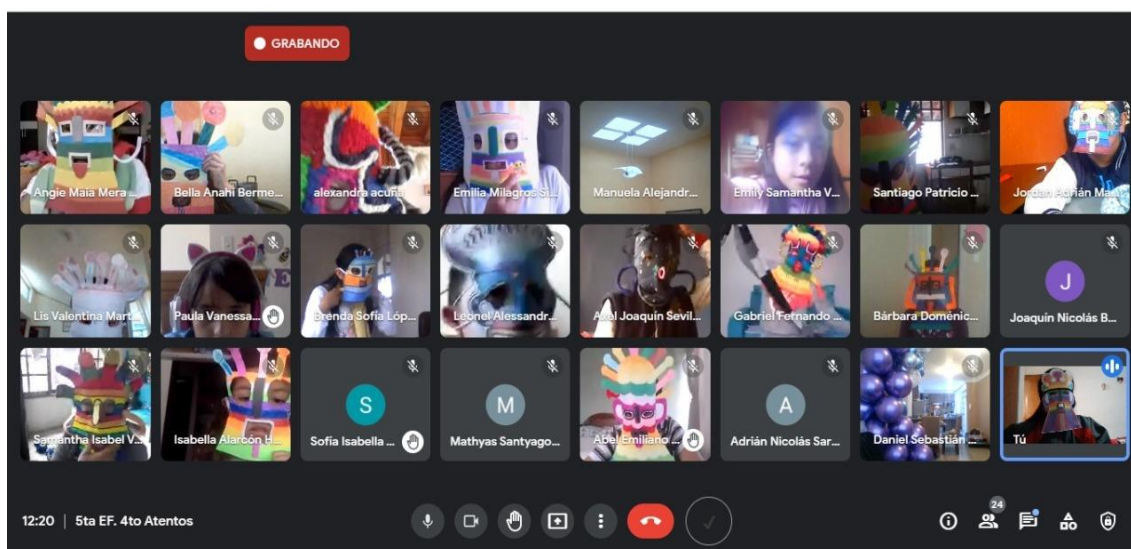 GRABANDO
Angie Maia Mera ...
Bella Anahi Berme...
alexandra acuñ...
Emilia Milagros Si...
Manuela Alejandr...
Emily Samantha V...
Santiago Patricio ...
Jordan Adrián Ma...
Lis Valentina Mart...
Paula Vanessa...
Brenda Sofía Lóp...
Leonel Alessandr...
Axel Joaquín Sevil...
Gabriel Fernando ...
Bárbara Doménic...
J
Joaquín Nicolás B...
Samantha Isabel V...
Isabella Alarcón H...
S
Sofía Isabella ...
M
Mathyas Santyago...
Abel Emiliano ...
A
Adrián Nicolás Sar...
Daniel Sebastián ...
Tú
12:20 | 5ta EF. 4to Atentos
24